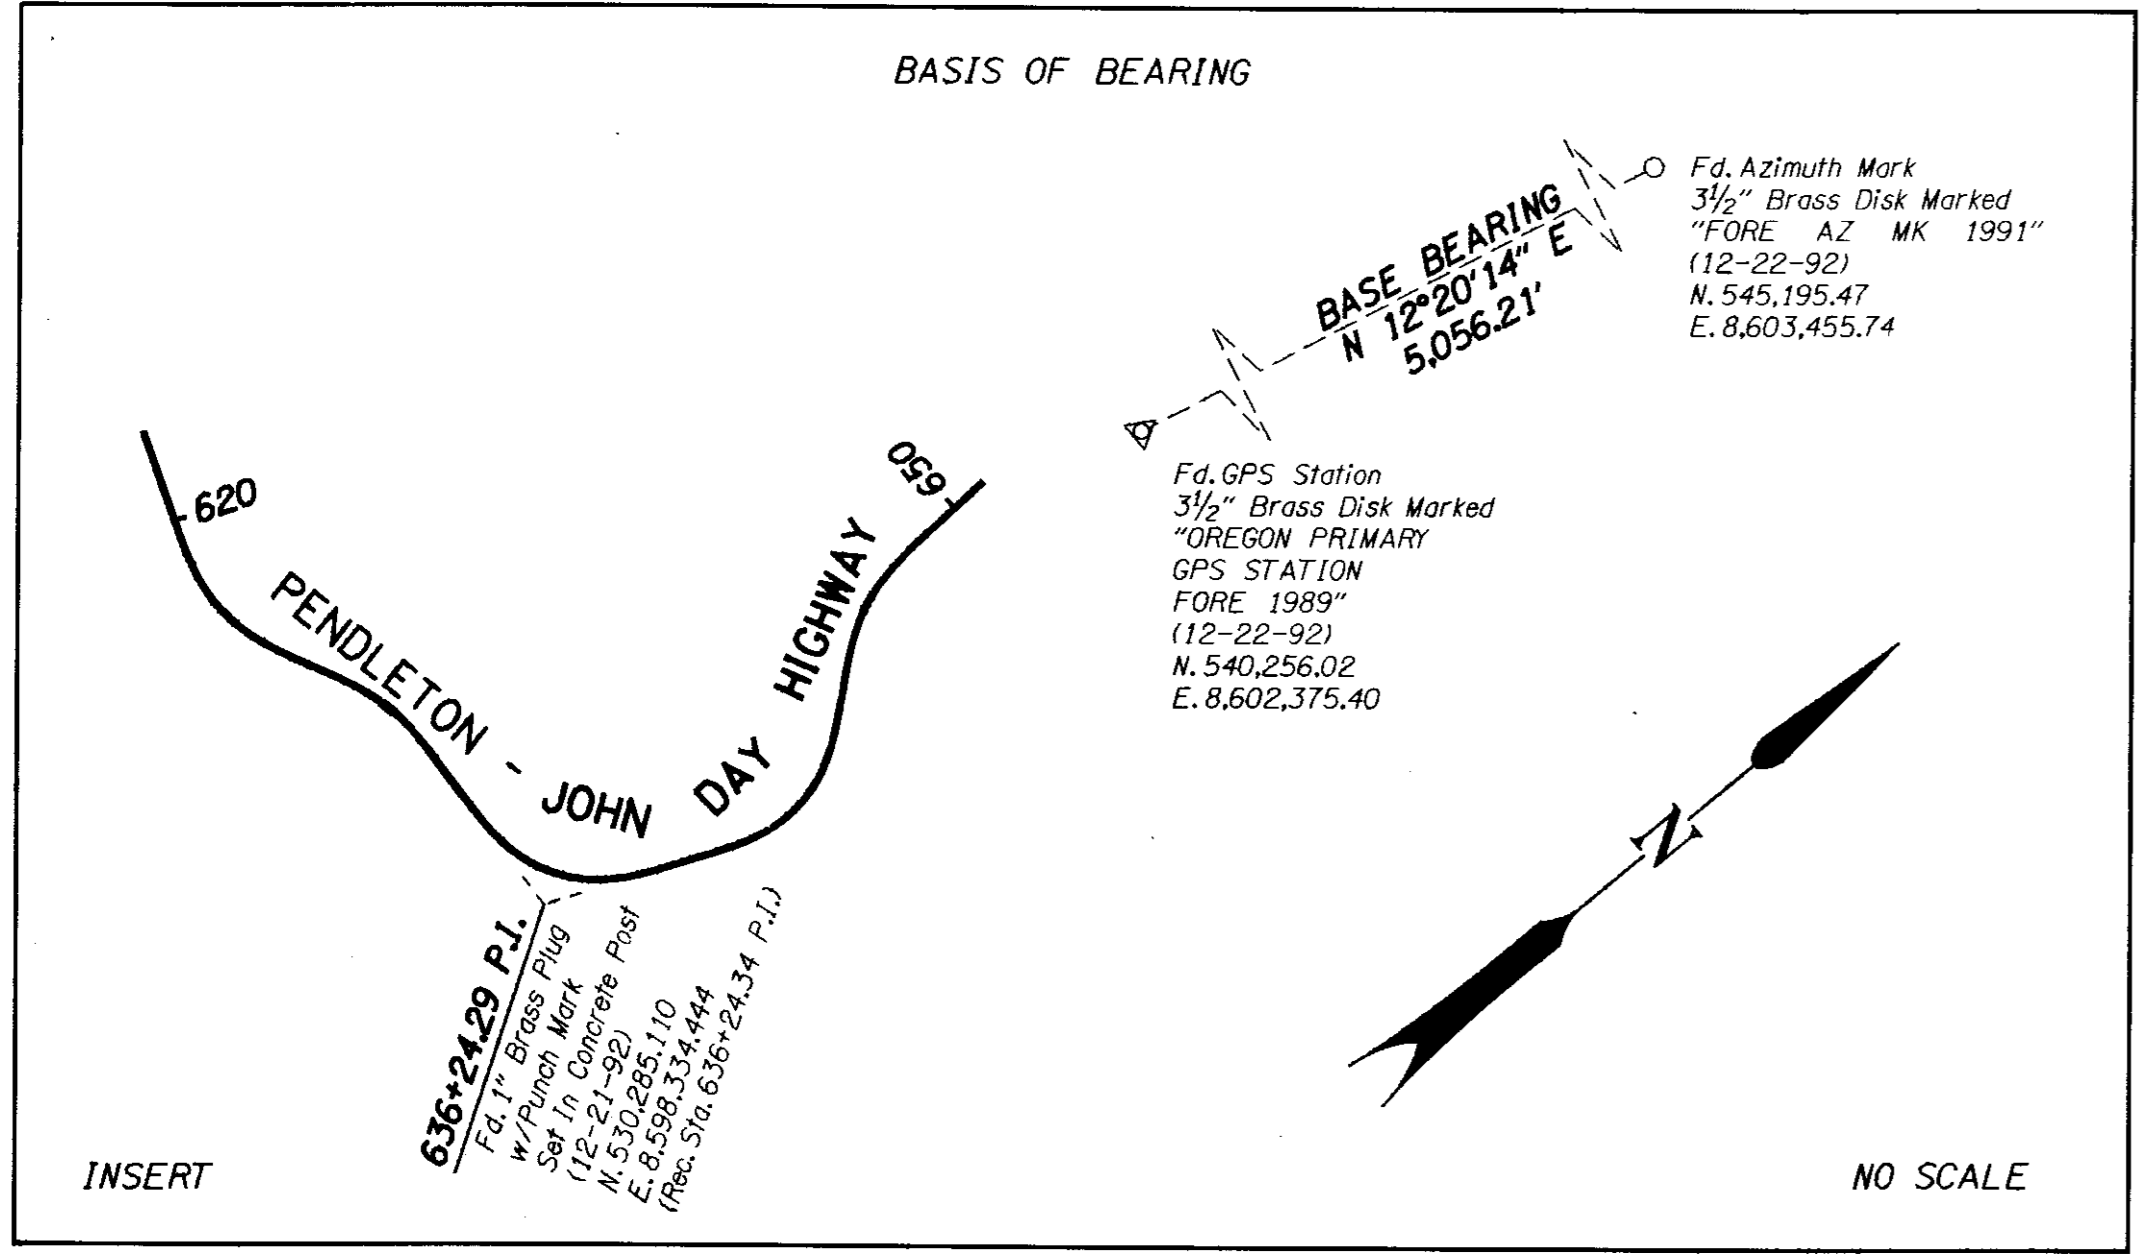 BASIS OF BEARING
Fd. Azimuth Mark
3½" Brass Disk Marked
"FORE AZ MK 1991"
(12-22-92)
N. 545,195.47
E. 8,603,455.74
BASE BEARING
N 12°20'14" E
5,056.21'
Fd. GPS Station
3½" Brass Disk Marked
"OREGON PRIMARY
GPS STATION
FORE 1989"
(12-22-92)
N. 540,256.02
E. 8,602,375.40
620
650
PENDLETON - JOHN DAY HIGHWAY
636+24.29 P.I.
Fd. 1" Brass Plug
w/Punch Mark
Set In Concrete Post
(12-21-92)
N. 530,285.110
E. 8,598,334.444
(Rec. Sta. 636+24.34 P.I.)
N
INSERT
NO SCALE